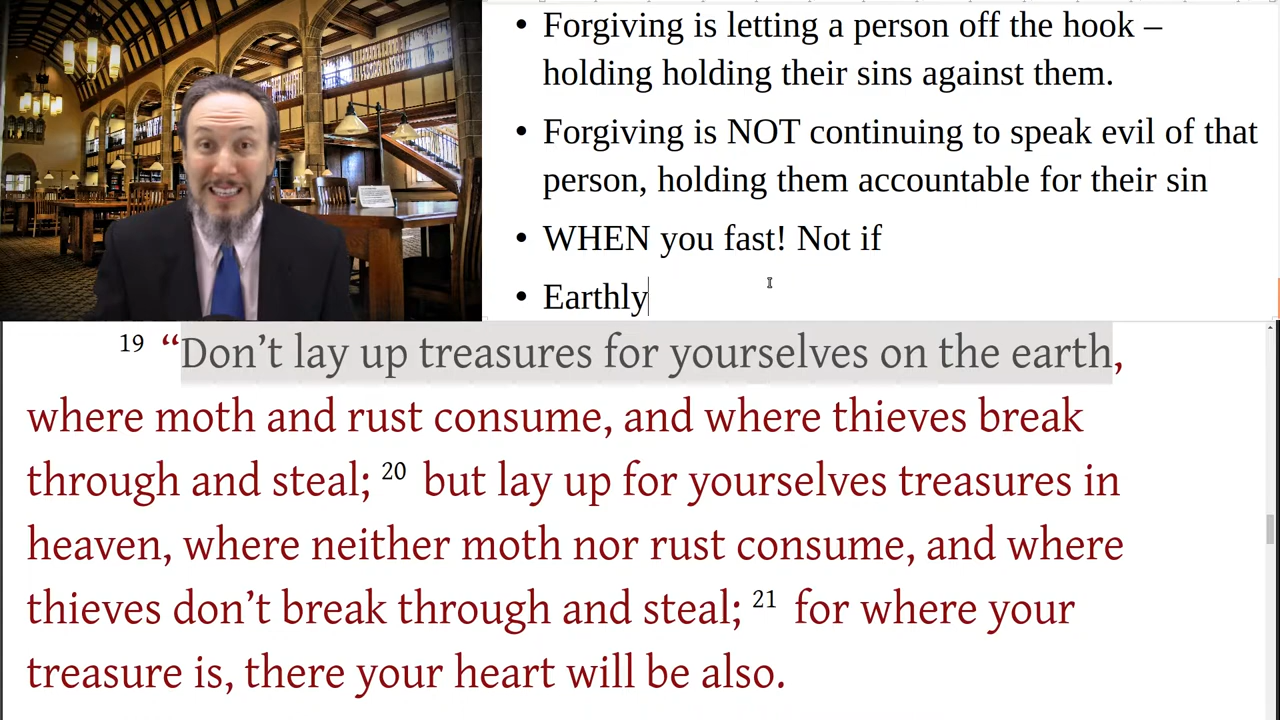 • Forgiving is letting a person off the hook –
holding holding their sins against them.
• Forgiving is NOT continuing to speak evil of that
person, holding them accountable for their sin
• WHEN you fast! Not if
• Earthly
19 “Don’t lay up treasures for yourselves on the earth,
where moth and rust consume, and where thieves break
through and steal; 20 but lay up for yourselves treasures in
heaven, where neither moth nor rust consume, and where
thieves don’t break through and steal; 21 for where your
treasure is, there your heart will be also.